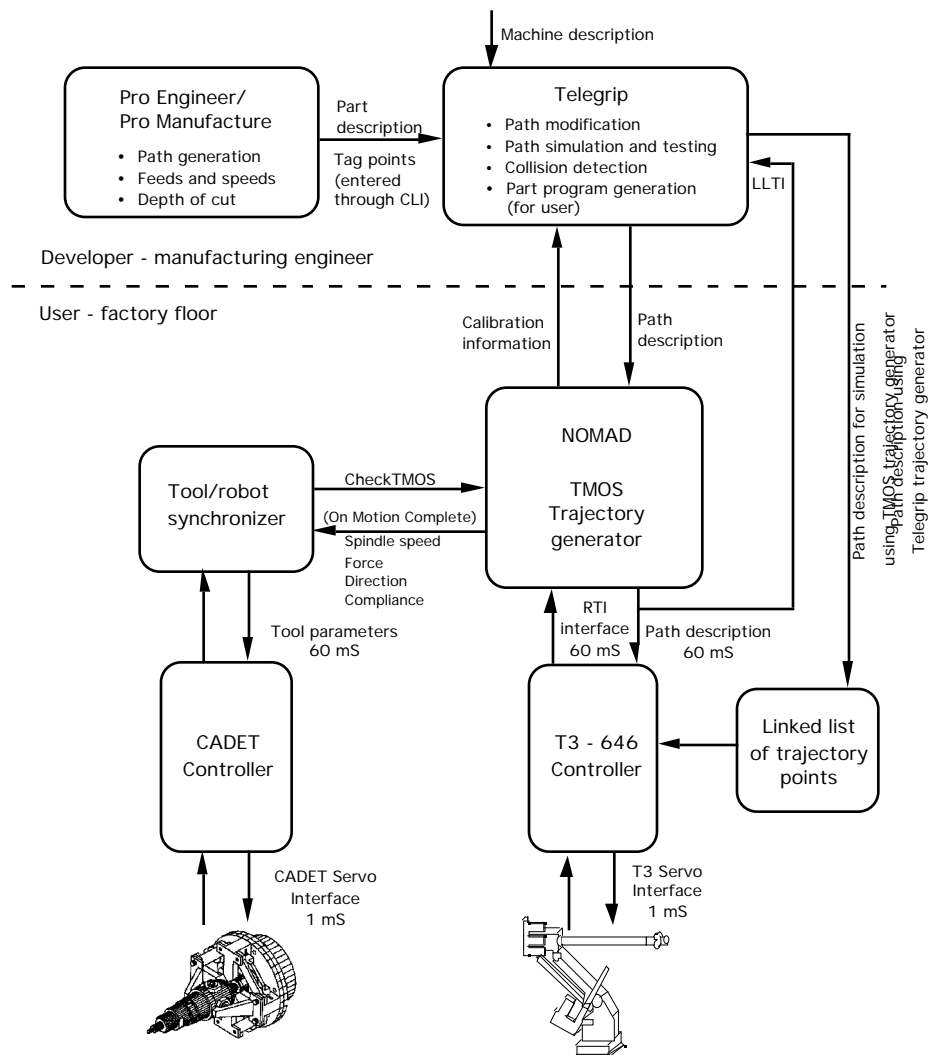 Machine description
Pro Engineer/
Pro Manufacture
• Path generation
• Feeds and speeds
• Depth of cut
Part
description
Tag points
(entered
through CLI)
Telegrip
• Path modification
• Path simulation and testing
• Collision detection
• Part program generation
(for user)
LLTI
Developer - manufacturing engineer
User - factory floor
Calibration
information
Path
description
Path description for simulation
using TMOS trajectory generator
Path description using
Telegrip trajectory generator
NOMAD
TMOS
Trajectory
generator
Tool/robot
synchronizer
CheckTMOS
(On Motion Complete)
Spindle speed
Force
Direction
Compliance
RTI
interface
60 mS
Path description
60 mS
Tool parameters
60 mS
CADET
Controller
T3 - 646
Controller
Linked list
of trajectory
points
CADET Servo
Interface
1 mS
T3 Servo
Interface
1 mS